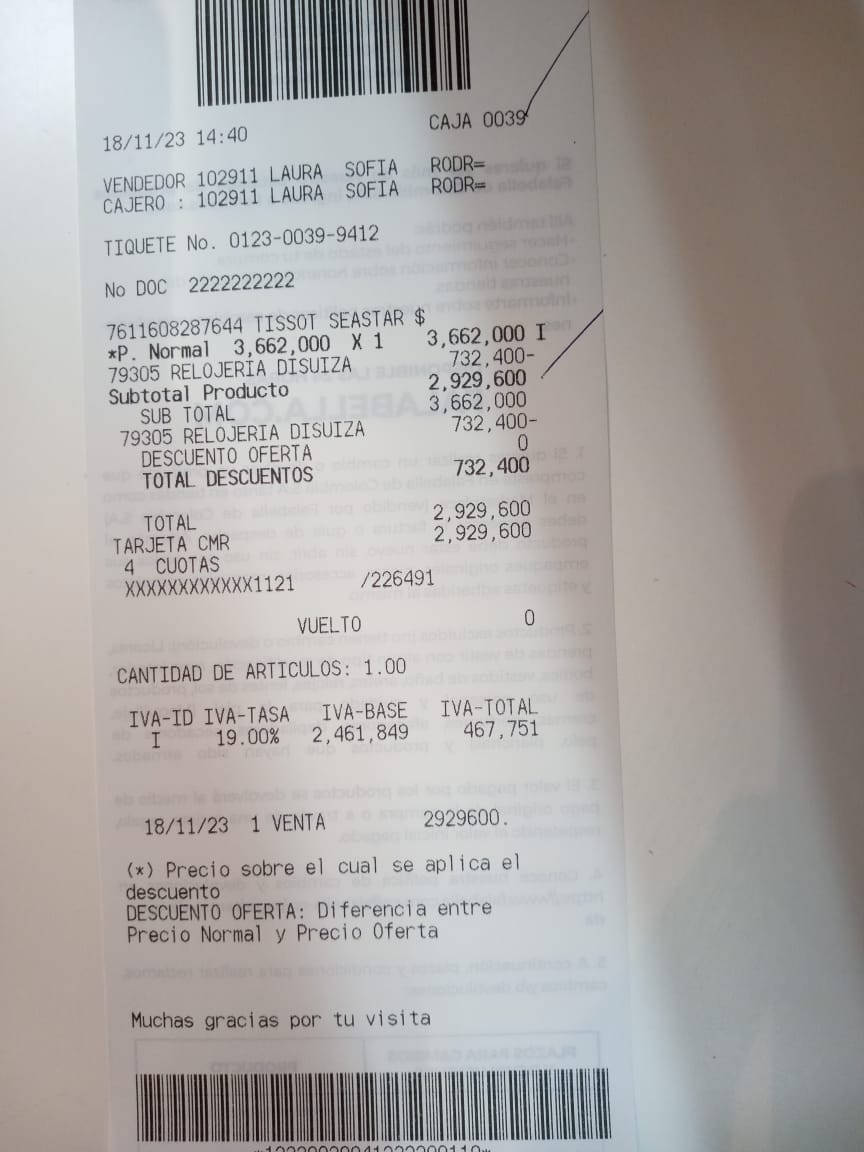 18/11/23 14:40 CAJA 0039
VENDEDOR 102911 LAURA SOFIA RODR=
CAJERO : 102911 LAURA SOFIA RODR=
TIQUETE No. 0123-0039-9412
No DOC 2222222222
7611608287644 TISSOT SEASTAR $
*P. Normal 3,662,000 X 1 3,662,000 I
79305 RELOJERIA DISUIZA 732,400-
Subtotal Producto 2,929,600
SUB TOTAL 3,662,000
79305 RELOJERIA DISUIZA 732,400-
DESCUENTO OFERTA 0
TOTAL DESCUENTOS 732,400
TOTAL 2,929,600
TARJETA CMR 2,929,600
4 CUOTAS
XXXXXXXXXXXX1121 /226491
VUELTO 0
CANTIDAD DE ARTICULOS: 1.00
IVA-ID IVA-TASA IVA-BASE IVA-TOTAL
I 19.00% 2,461,849 467,751
18/11/23 1 VENTA 2929600.
(*) Precio sobre el cual se aplica el
descuento
DESCUENTO OFERTA: Diferencia entre
Precio Normal y Precio Oferta
Muchas gracias por tu visita